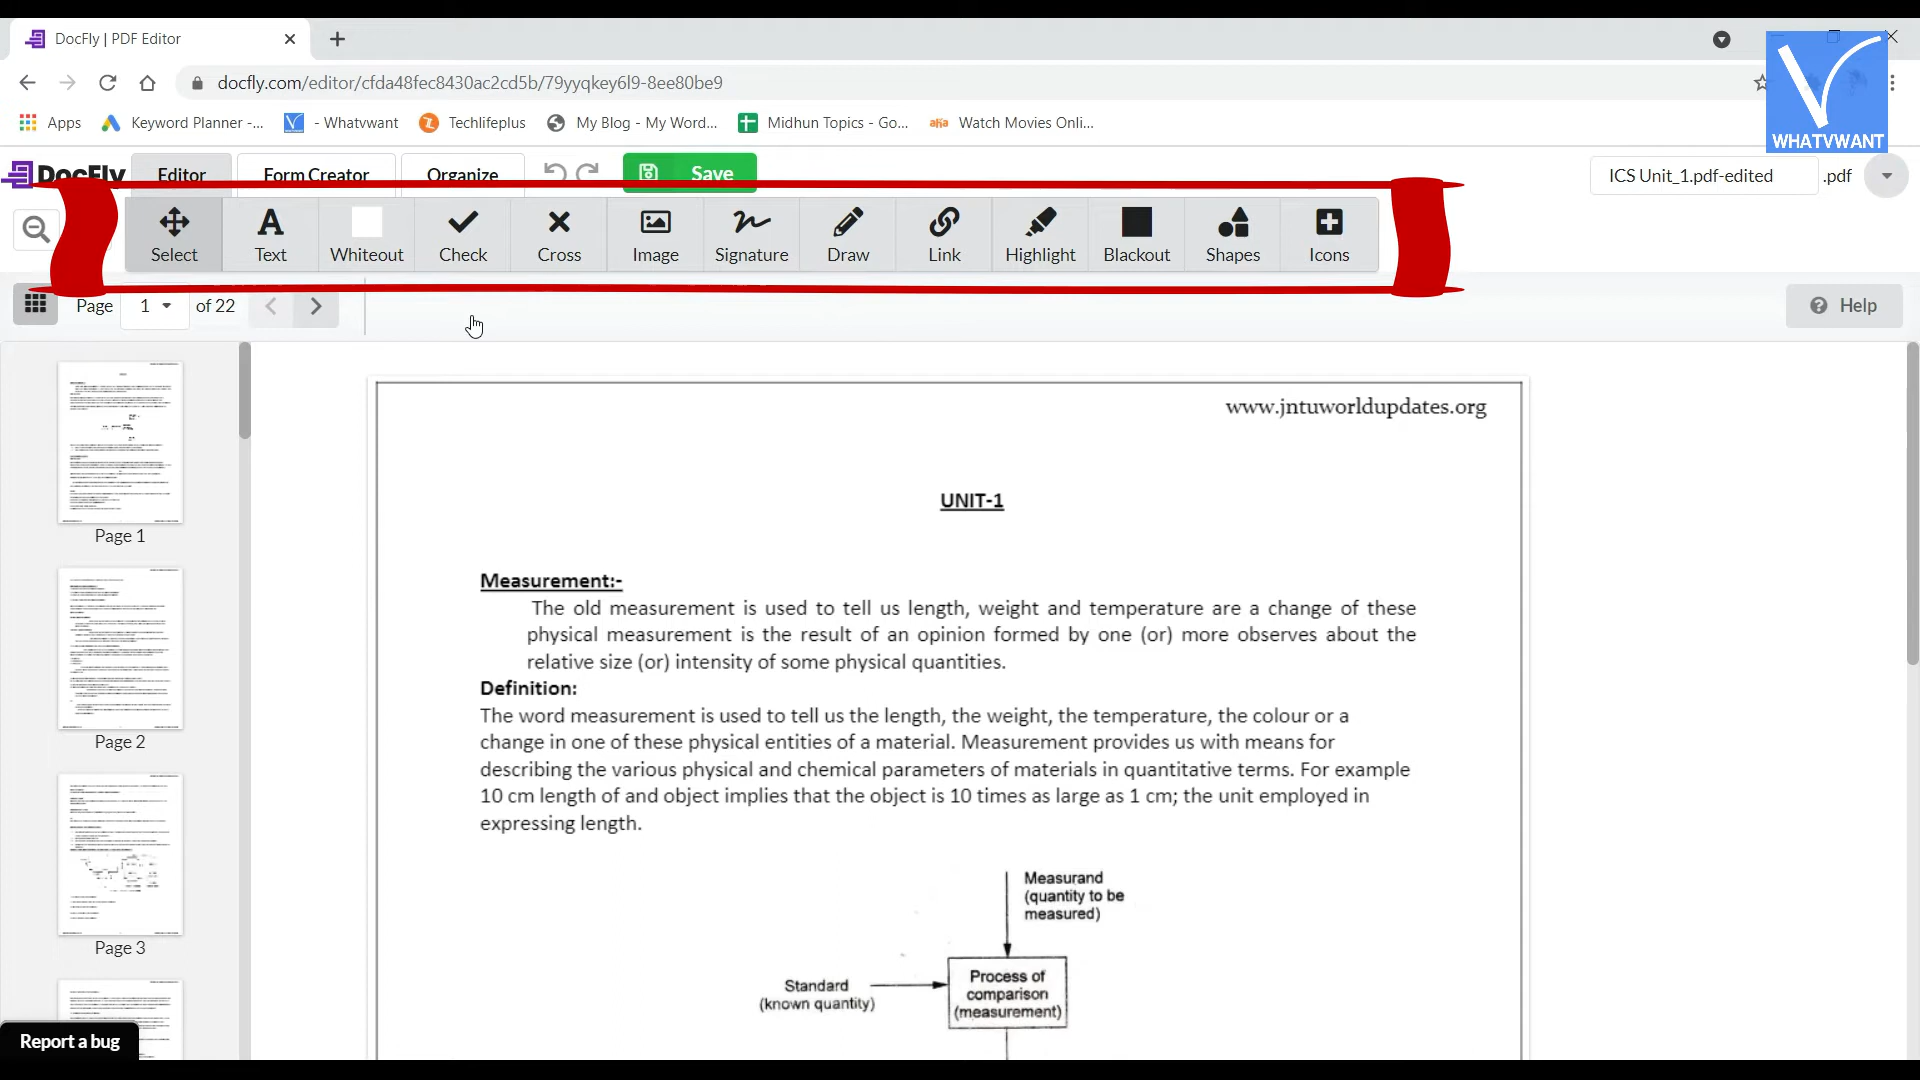 DocFly | PDF Editor
docfly.com/editor/cfda48fec8430ac2cd5b/79yyqkey6l9-8ee80be9
Apps
Keyword Planner -...
- Whatvwant
Techlifeplus
My Blog - My Word...
Midhun Topics - Go...
aha
Watch Movies Onli...
WHATVWANT
DocFly
Editor
Form Creator
Organize
Save
ICS Unit_1.pdf-edited
.pdf
Select
Text
Whiteout
Check
Cross
Image
Signature
Draw
Link
Highlight
Blackout
Shapes
Icons
Page
1
of 22
Help
Page 1
Page 2
Page 3
Report a bug
www.jntuworldupdates.org
UNIT-1
Measurement:-
The old measurement is used to tell us length, weight and temperature are a change of these
physical measurement is the result of an opinion formed by one (or) more observes about the
relative size (or) intensity of some physical quantities.
Definition:
The word measurement is used to tell us the length, the weight, the temperature, the colour or a
change in one of these physical entities of a material. Measurement provides us with means for
describing the various physical and chemical parameters of materials in quantitative terms. For example
10 cm length of and object implies that the object is 10 times as large as 1 cm; the unit employed in
expressing length.
Measurand
(quantity to be
measured)
Standard
(known quantity)
Process of
comparison
(measurement)